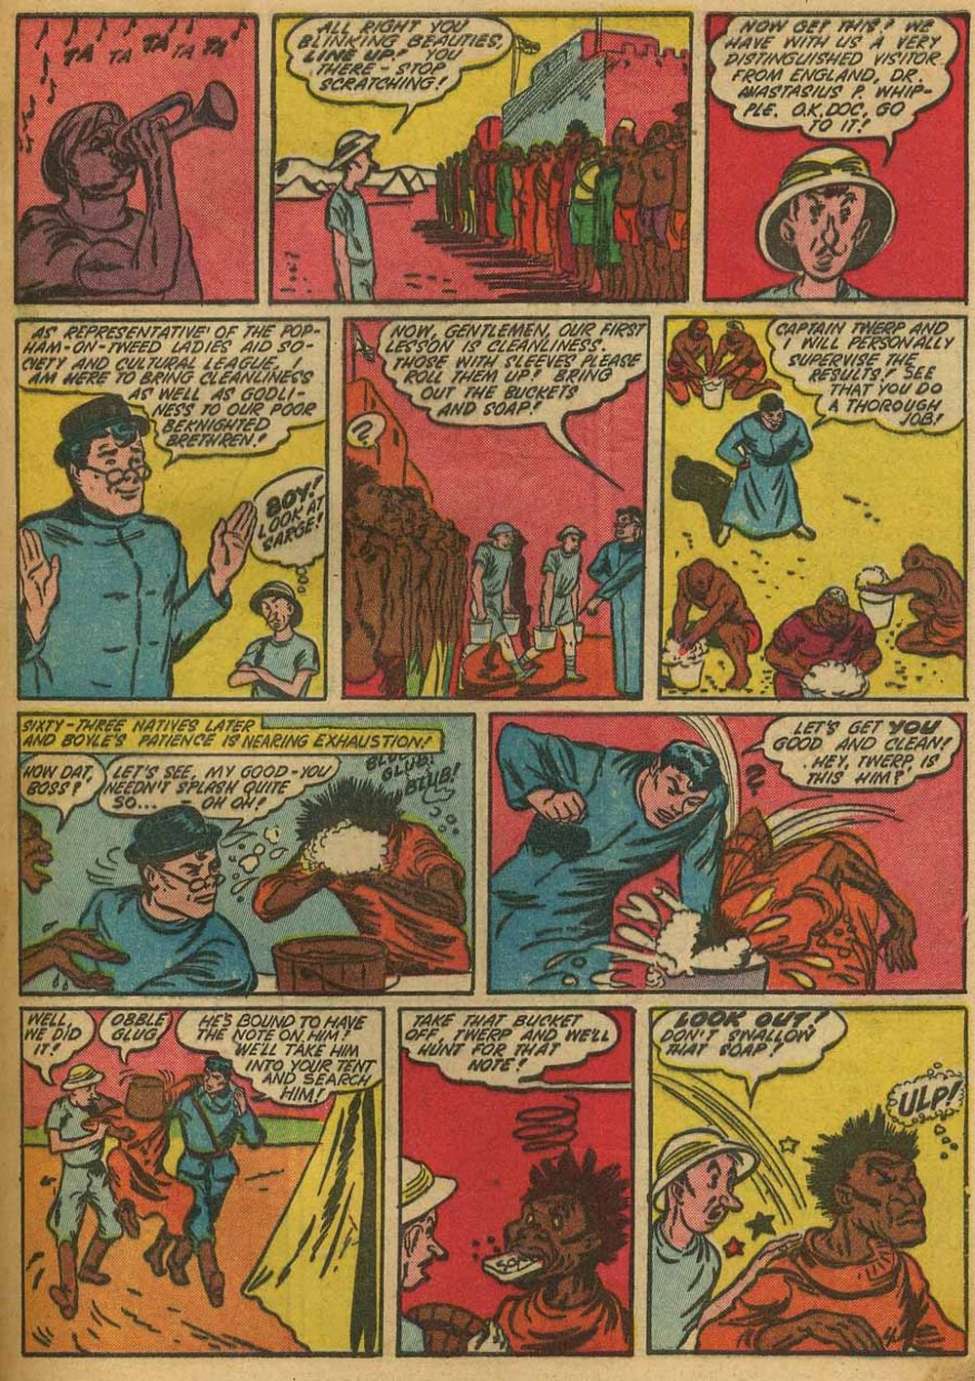 TA TA TA TA TA
ALL RIGHT YOU
BLINKING BEAUTIES,
LINE UP! YOU
THERE - STOP
SCRATCHING!
NOW GET THIS! WE
HAVE WITH US A VERY
DISTINGUISHED VISITOR
FROM ENGLAND, DR.
ANASTASIUS P. WHIP-
PLE. O.K. DOC, GO
TO IT!
AS REPRESENTATIVE OF THE POP-
HAM-ON-TWEED LADIES AID SO-
CIETY AND CULTURAL LEAGUE, I
AM HERE TO BRING CLEANLINESS
AS WELL AS GODLI-
NESS TO OUR POOR
BEKNIGHTED
BRETHREN!
BOY!
LOOK AT
SARGE!
NOW, GENTLEMEN, OUR FIRST
LESSON IS CLEANLINESS.
THOSE WITH SLEEVES PLEASE
ROLL THEM UP! BRING
OUT THE BUCKETS
AND SOAP!
?
CAPTAIN TWERP AND
I WILL PERSONALLY
SUPERVISE THE
RESULTS! SEE
THAT YOU DO
A THOROUGH
JOB!
SIXTY-THREE NATIVES LATER
AND BOYLE'S PATIENCE IS NEARING EXHAUSTION!
HOW DAT,
BOSS?
LET'S SEE, MY GOOD-YOU
NEEDN'T SPLASH QUITE
SO... - OH OH!
GLUB!
BLUB!
LET'S GET YOU
GOOD AND CLEAN!
HEY, TWERP, IS
THIS HIM?
?
WELL,
WE DID
IT!
OBBLE
GLUG
HE'S BOUND TO HAVE
THE NOTE ON HIM!
WE'LL TAKE HIM
INTO YOUR TENT
AND SEARCH
HIM!
TAKE THAT BUCKET
OFF, TWERP AND WE'LL
HUNT FOR THAT
NOTE!
LOOK OUT!
DON'T SWALLOW
THAT SOAP!
ULP!
4